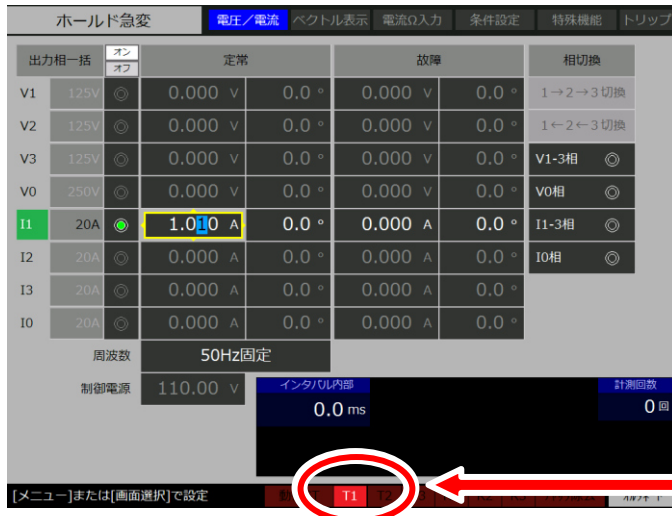 ホールド急変 電圧／電流 ベクトル表示 電流Ω入力 条件設定 特殊機能 トリップ
出力相一括 オン オフ 定常 故障 相切換
V1 125V 0.000 V 0.0 ° 0.000 V 0.0 ° 1→2→3切換
V2 125V 0.000 V 0.0 ° 0.000 V 0.0 ° 1←2←3切換
V3 125V 0.000 V 0.0 ° 0.000 V 0.0 ° V1-3相
V0 250V 0.000 V 0.0 ° 0.000 V 0.0 ° V0相
I1 20A 1.010 A 0.0 ° 0.000 A 0.0 ° I1-3相
I2 20A 0.000 A 0.0 ° 0.000 A 0.0 ° I0相
I3 20A 0.000 A 0.0 ° 0.000 A 0.0 °
I0 20A 0.000 A 0.0 ° 0.000 A 0.0 °
周波数 50Hz固定
制御電源 110.00 V インタバル内部 計測回数
0.0 ms 0 回
[メニュー]または[画面選択]で設定 T1 T2